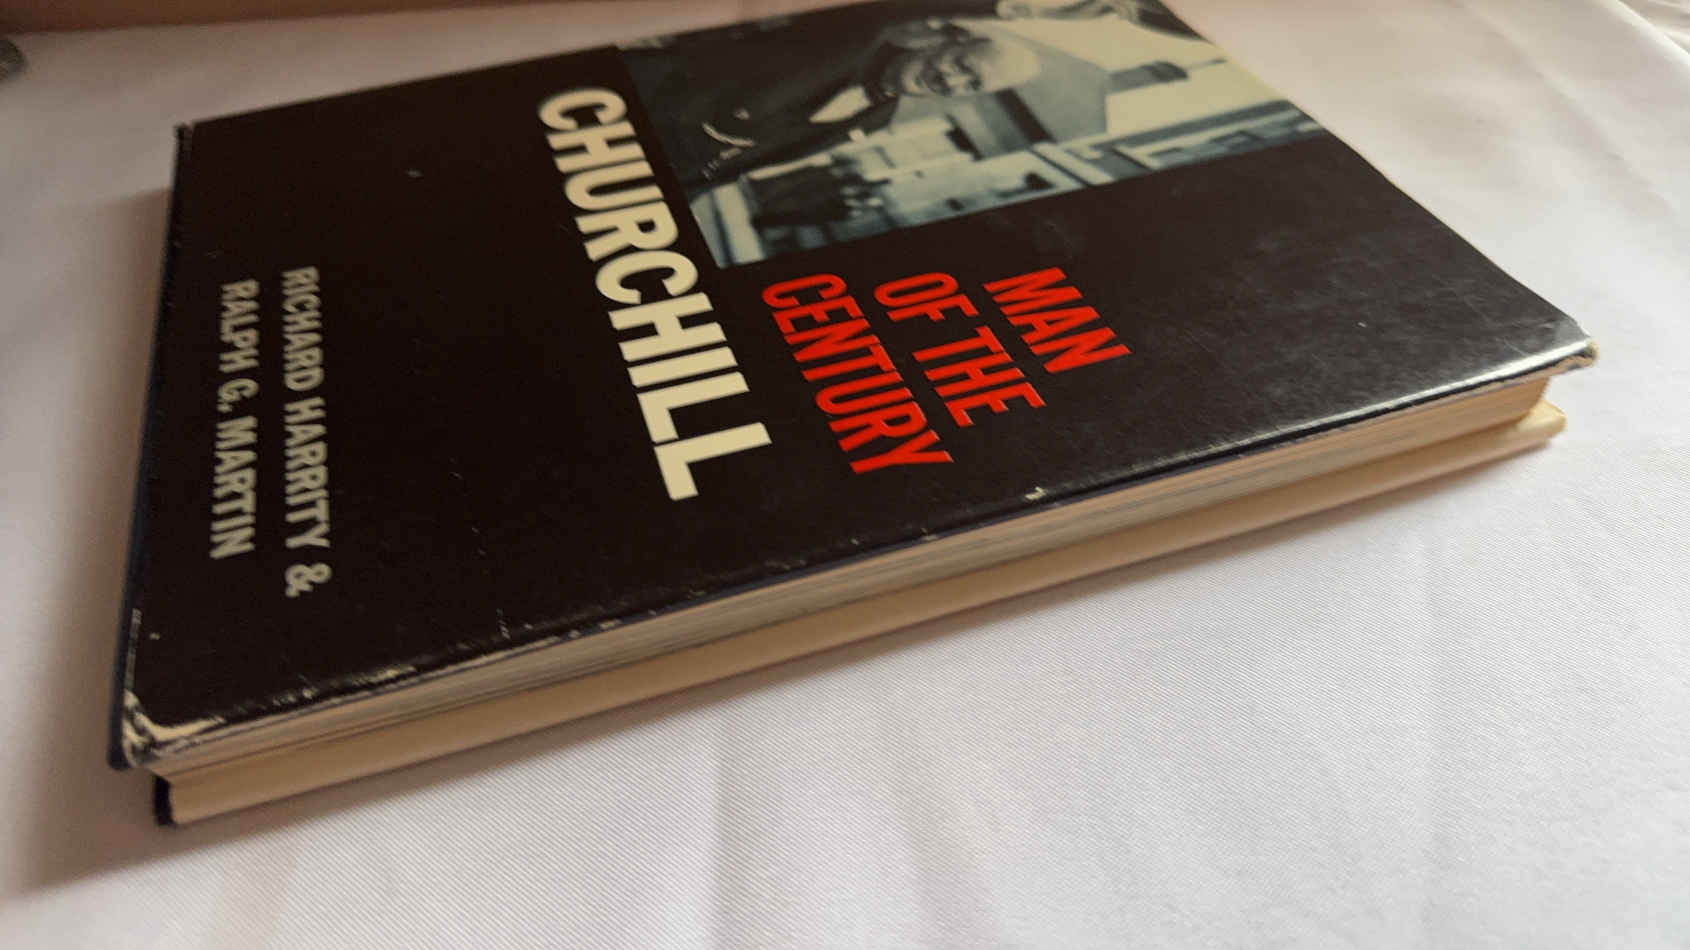 MAN
OF THE
CENTURY
CHURCHILL
RICHARD HARRITY &
RALPH G. MARTIN